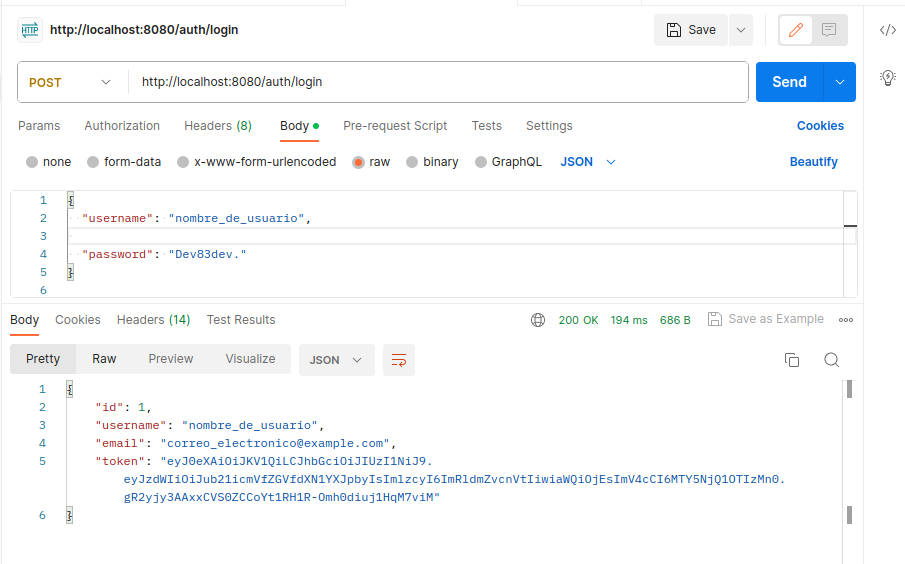 HTTP http://localhost:8080/auth/login Save
POST http://localhost:8080/auth/login Send
Params Authorization Headers (8) Body Pre-request Script Tests Settings Cookies
none form-data x-www-form-urlencoded raw binary GraphQL JSON Beautify
1 {
2 "username": "nombre_de_usuario",
3
4 "password": "Dev83dev."
5 }
6
Body Cookies Headers (14) Test Results 200 OK 194 ms 686 B Save as Example
Pretty Raw Preview Visualize JSON
1 {
2 "id": 1,
3 "username": "nombre_de_usuario",
4 "email": "correo_electronico@example.com",
5 "token": "eyJ0eXAiOiJKV1QiLCJhbGciOiJIUzI1NiJ9.
eyJzdWIiOiJub21icmVfZGVfdXN1YXJpbyIsImlzcyI6ImRldmZvcnVtIiwiaWQiOjEsImV4cCI6MTY5NjQ1OTIzMn0.
gR2yjy3AAxxCVS0ZCCoYt1RH1R-Omh0diuj1HqM7viM"
6 }